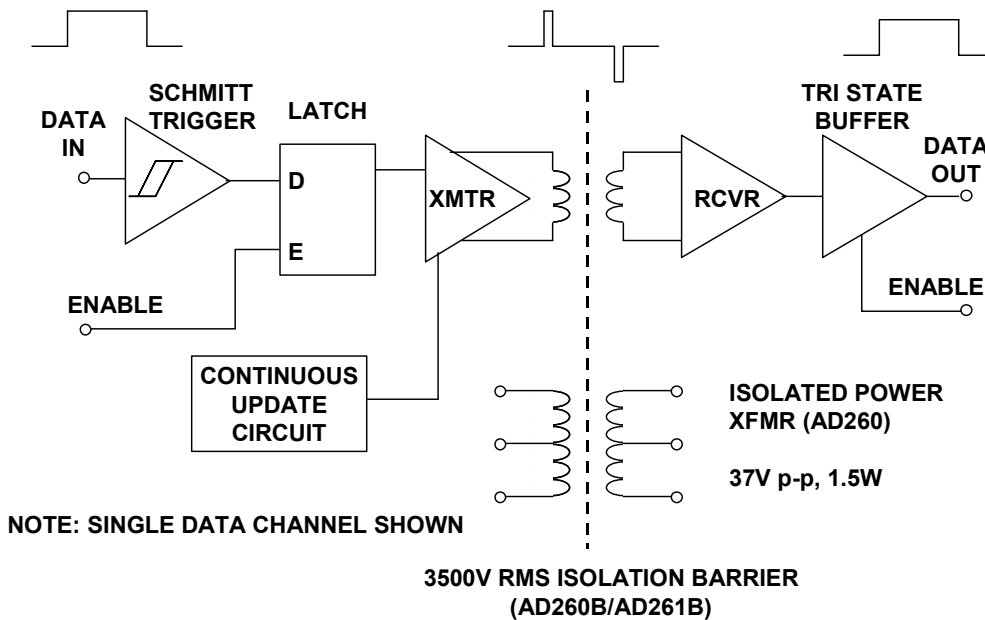 SCHMITT
TRIGGER
LATCH
TRI STATE
BUFFER
DATA
IN
DATA
OUT
D
XMTR
RCVR
E
ENABLE
ENABLE
CONTINUOUS
UPDATE
CIRCUIT
ISOLATED POWER
XFMR (AD260)
37V p-p, 1.5W
NOTE: SINGLE DATA CHANNEL SHOWN
3500V RMS ISOLATION BARRIER
(AD260B/AD261B)